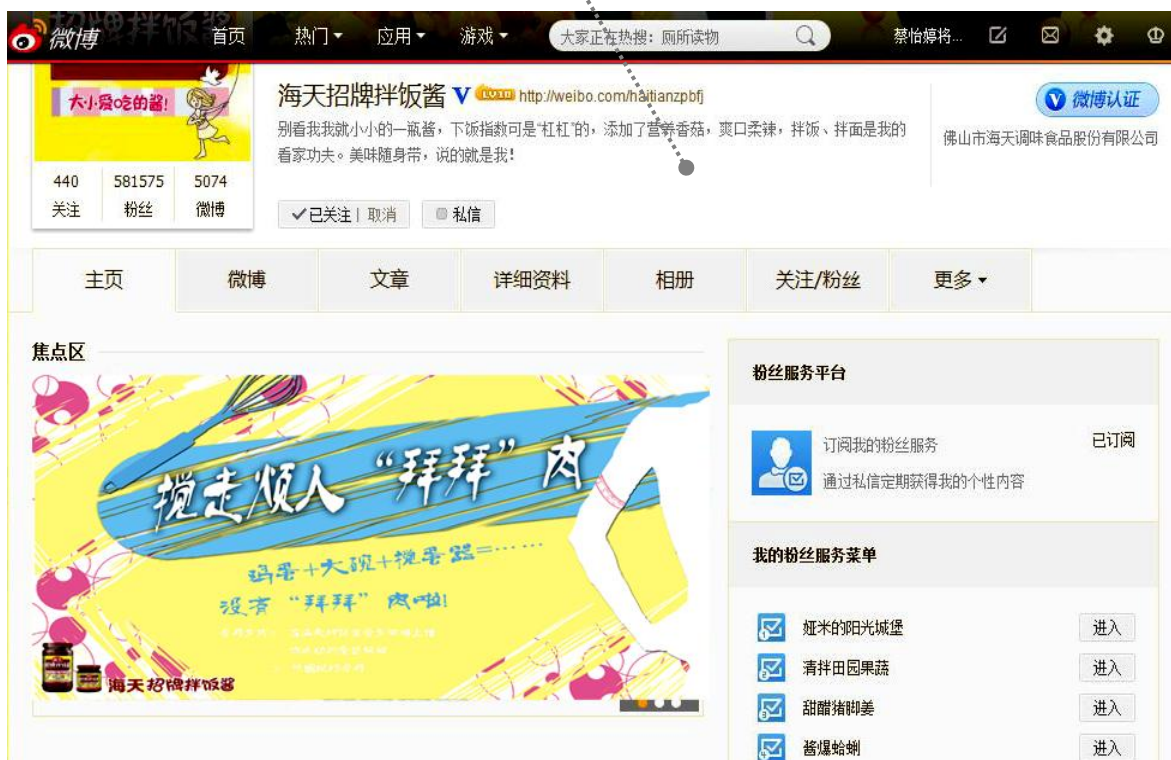 微博
首页
热门
应用
游戏
大家正在热搜：厕所读物
蔡怡婷将...
大小爱吃的酱!
440
581575
5074
关注
粉丝
微博
海天招牌拌饭酱 V LV10 http://weibo.com/haitianzpbfj
别看我我就小小的一瓶酱，下饭指数可是“杠杠”的，添加了营养香菇，爽口柔辣，拌饭、拌面是我的
看家功夫。美味随身带，说的就是我！
已关注 | 取消
私信
V 微博认证
佛山市海天调味食品股份有限公司
主页
微博
文章
详细资料
相册
关注/粉丝
更多
焦点区
搅走烦人“拜拜”肉
鸡蛋+大碗+搅蛋器=……
没有“拜拜”肉啦!
海天招牌拌饭酱
粉丝服务平台
订阅我的粉丝服务
已订阅
通过私信定期获得我的个性内容
我的粉丝服务菜单
娅米的阳光城堡
进入
清拌田园果蔬
进入
甜醋猪脚姜
进入
酱爆蛤蜊
进入